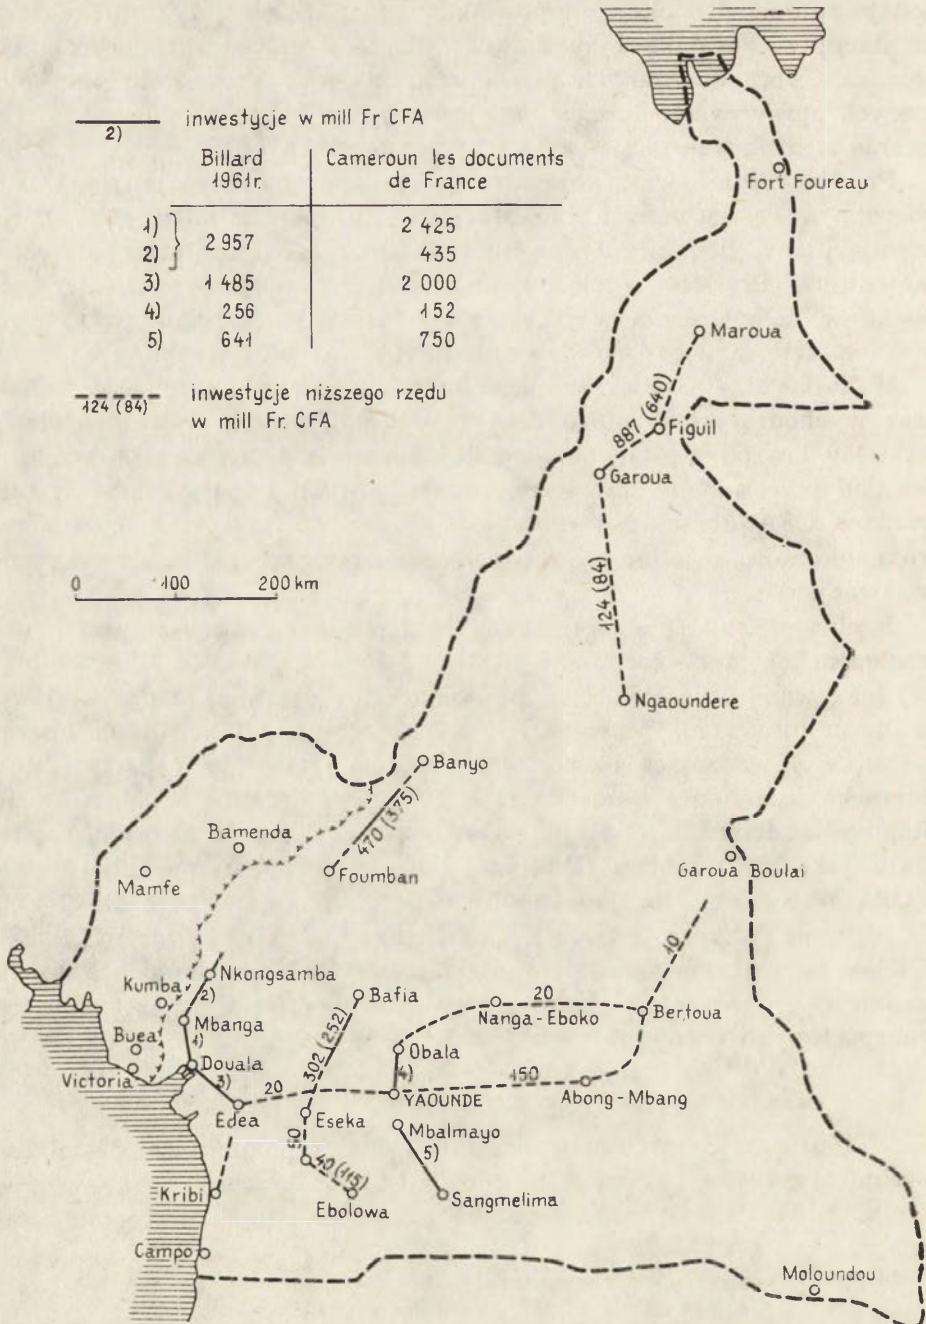 inwestycje w mill Fr CFA
2)
Billard Cameroun les documents
1961r. de France
1) 2 425
2 957
2) 435
3) 1 485 2 000
4) 256 152
5) 641 750
inwestycje niższego rzędu
124 (84)
w mill Fr. CFA
0 100 200 km
Fort Foureau
Maroua
887 (640)
Figuil
Garoua
124 (84)
Ngaoundere
Banyo
470 (375)
Bamenda
Foumban
Mamfe
Garoua Boulai
10
Nkongsamba
Kumba
2)
Bafia
20
Nanga-Eboko
Bertoua
Mbanga
1)
302 (252)
Buea
Obala
Douala
4)
Victoria
3)
20
150
YAOUNDE
Abong-Mbang
Edea
Eseka
Mbalmayo
50
5)
40 (115)
Kribi
Ebolowa
Sangmelima
Campo
Moloundou